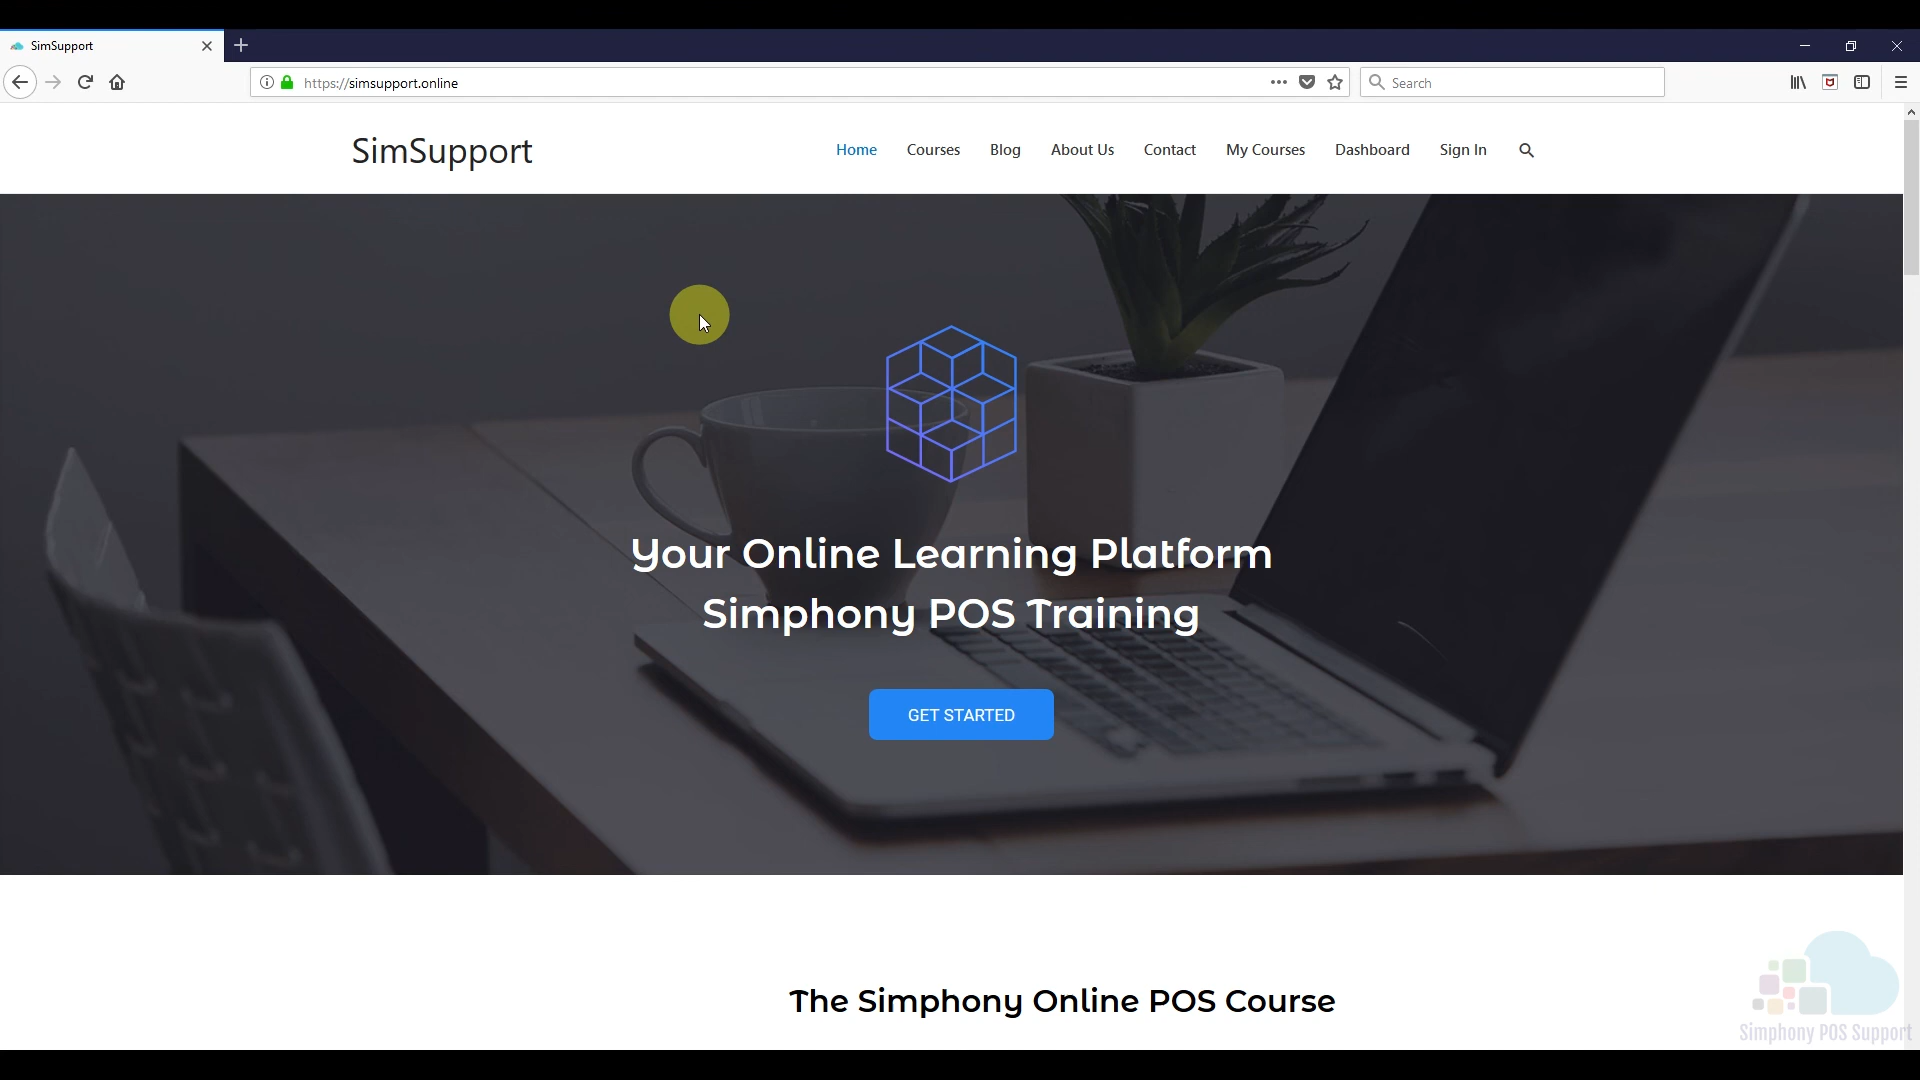 SimSupport
https://simsupport.online
Search
SimSupport
Home Courses Blog About Us Contact My Courses Dashboard Sign In
Your Online Learning Platform
Simphony POS Training
GET STARTED
The Simphony Online POS Course
Simphony POS Support